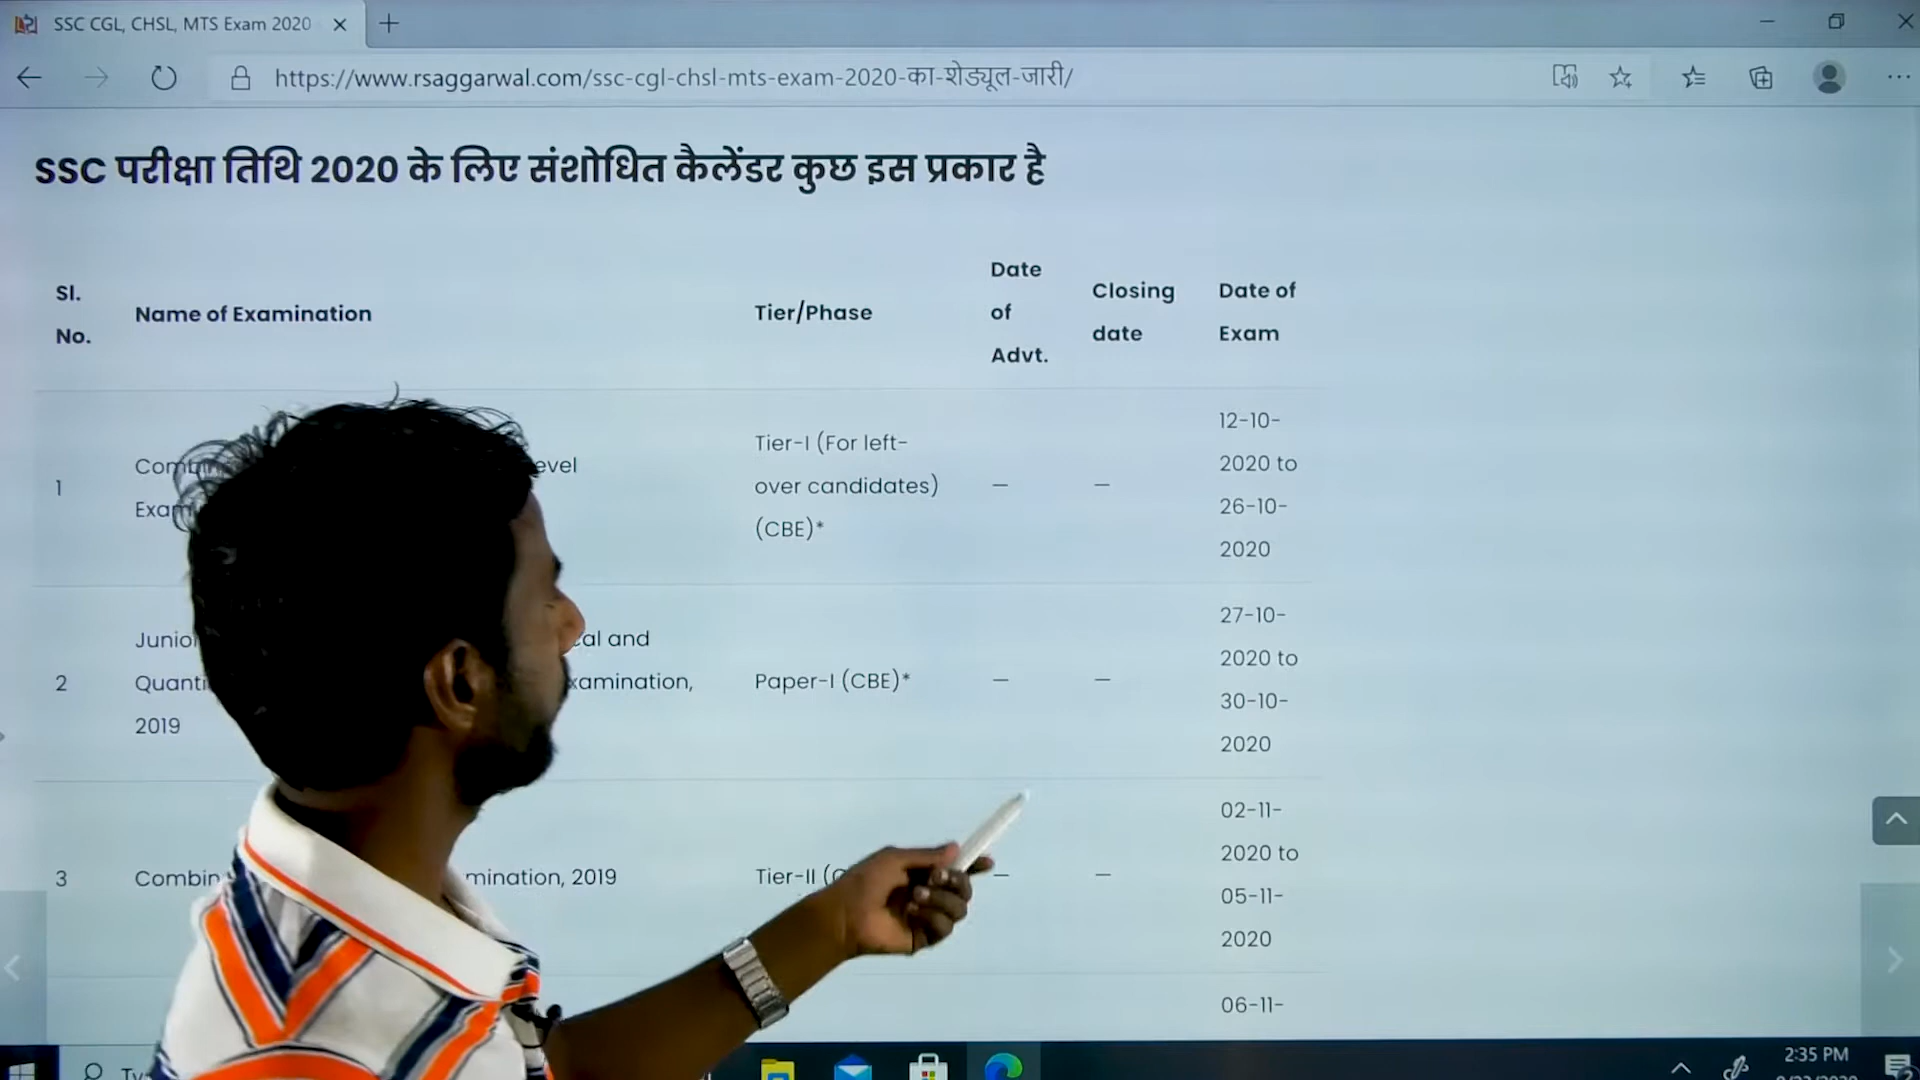 SSC CGL, CHSL, MTS Exam 2020
https://www.rsaggarwal.com/ssc-cgl-chsl-mts-exam-2020-का-शेड्यूल-जारी/
SSC परीक्षा तिथि 2020 के लिए संशोधित कैलेंडर कुछ इस प्रकार है
Sl.
No.
Name of Examination
Tier/Phase
Date
of
Advt.
Closing
date
Date of
Exam
1
Tier-I (For left-
over candidates)
(CBE)*
—
—
12-10-
2020 to
26-10-
2020
2
and
2019
Paper-I (CBE)*
—
—
27-10-
2020 to
30-10-
2020
3
2019
Tier-II
—
—
02-11-
2020 to
05-11-
2020
06-11-
2:35 PM